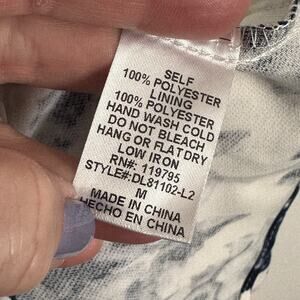 SELF
100% POLYESTER
LINING
100% POLYESTER
HAND WASH COLD
DO NOT BLEACH
HANG OR FLAT DRY
LOW IRON
RN#: 119795
STYLE#:DL81102-L2
M
MADE IN CHINA
HECHO EN CHINA